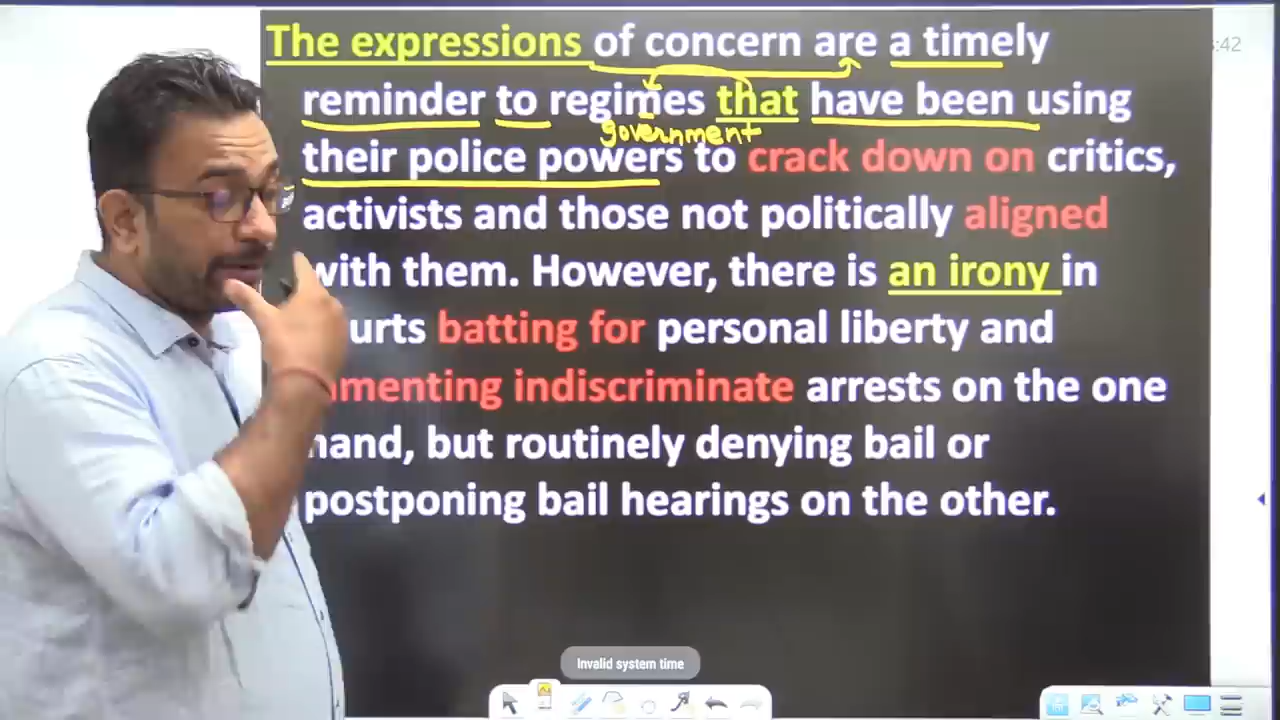 The expressions of concern are a timely
:42
reminder to regimes that have been using
government
their police powers to crack down on critics,
activists and those not politically aligned
with them. However, there is an irony in
urts batting for personal liberty and
menting indiscriminate arrests on the one
hand, but routinely denying bail or
postponing bail hearings on the other.
Invalid system time